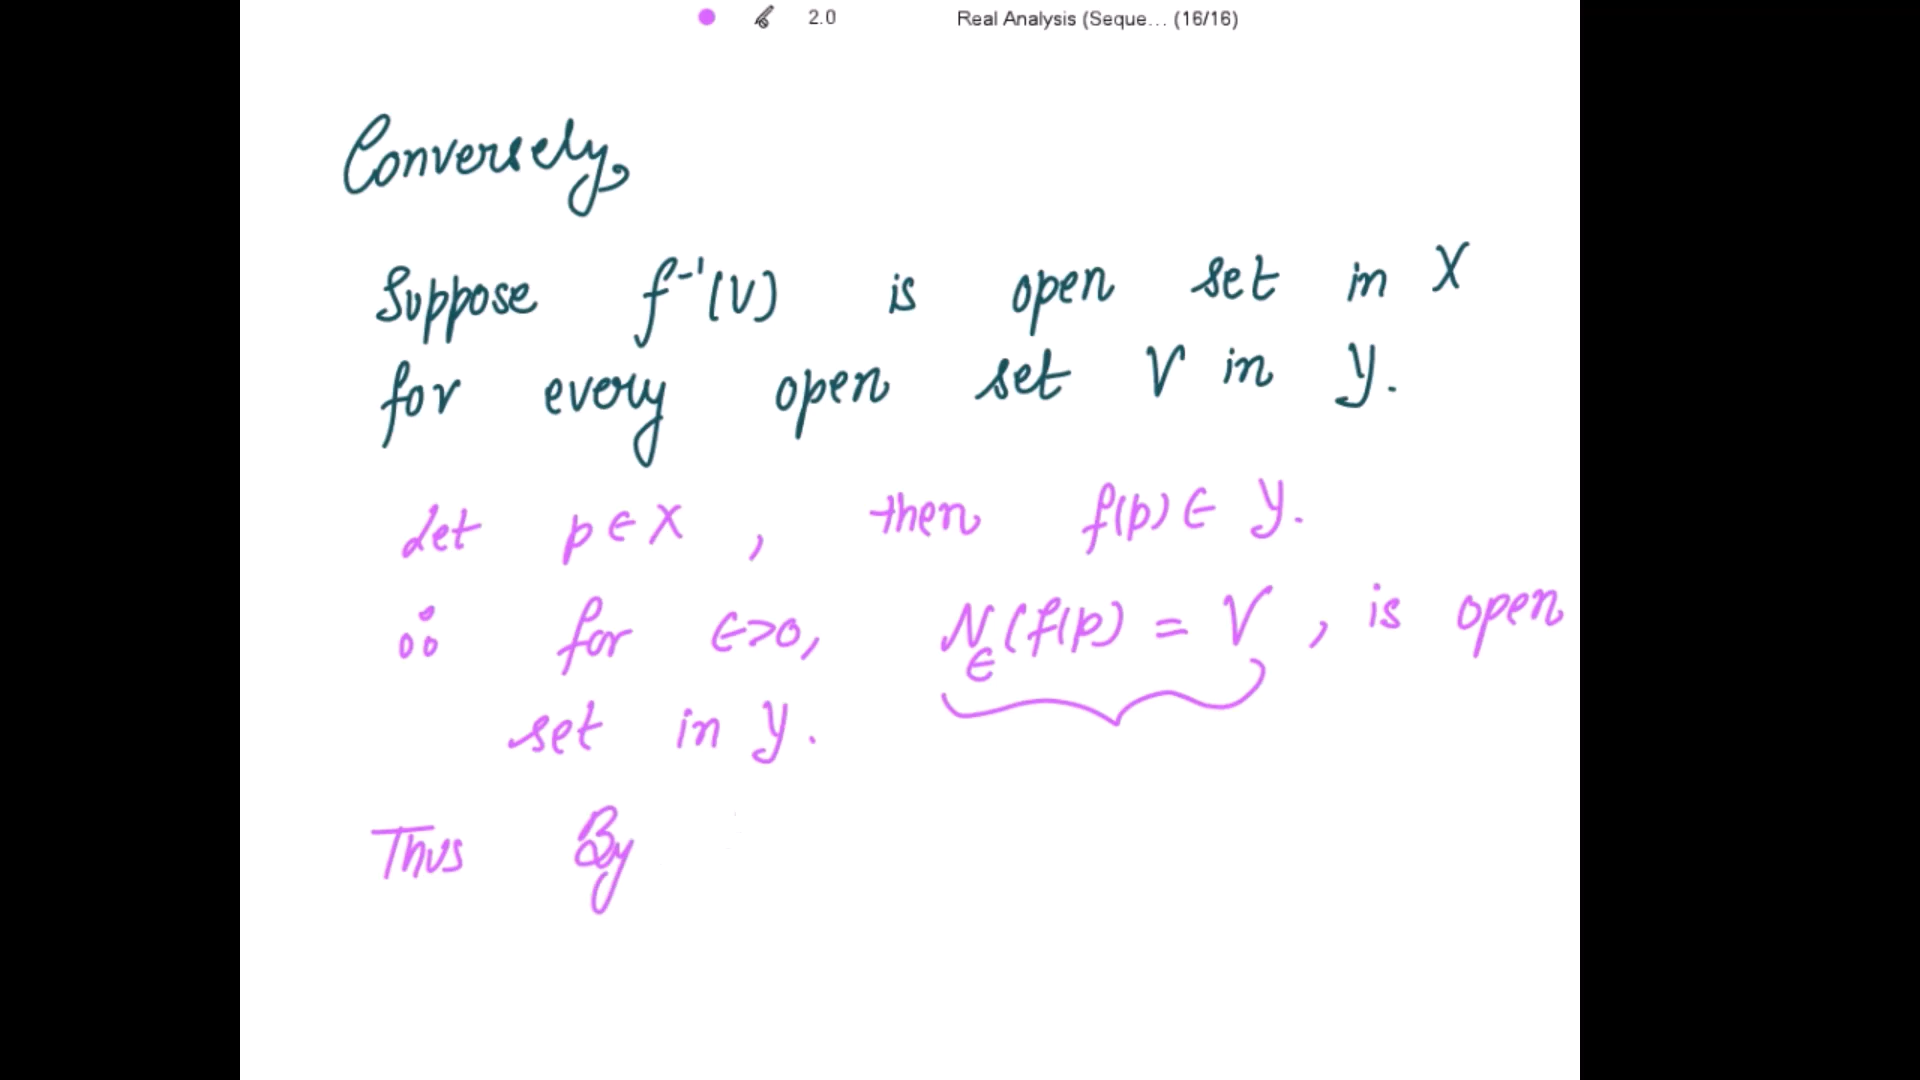 2.0 Real Analysis (Seque... (16/16)
Conversely,
Suppose f⁻¹(V) is open set in X
for every open set V in Y.
Let p ∈ X , then f(p) ∈ Y.
∴ for ∈>0, N_∈(f(p) = V , is open
set in Y.
Thus By